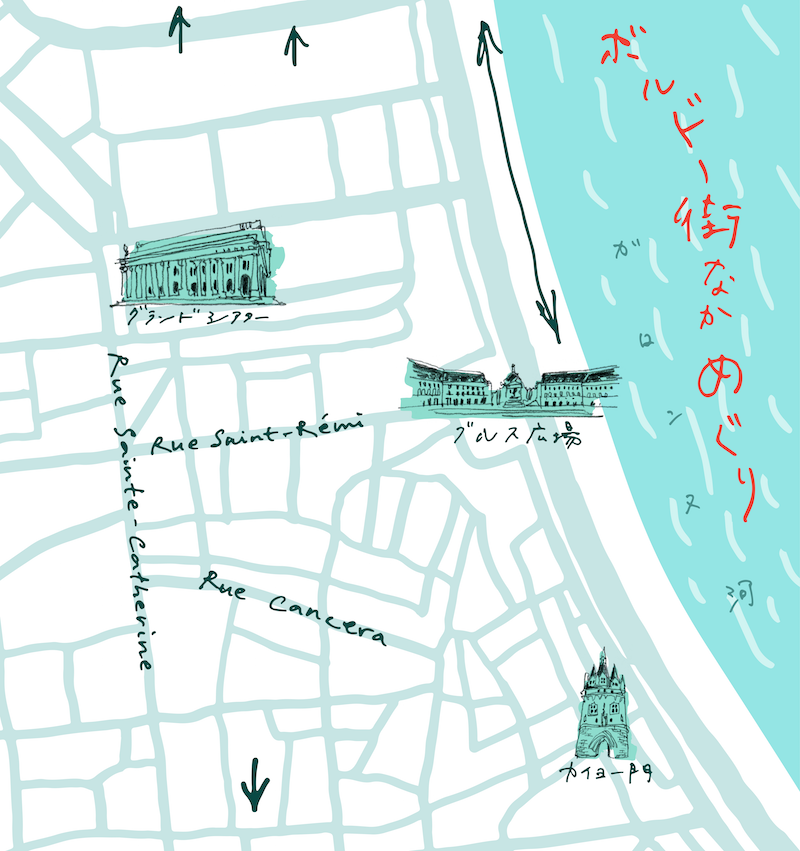 ボルドー街なかめぐり
ガロンヌ河
グランドシアター
ブルス広場
Rue Sainte-Catherine
Rue Saint-Rémi
Rue Cancera
カイヨー門